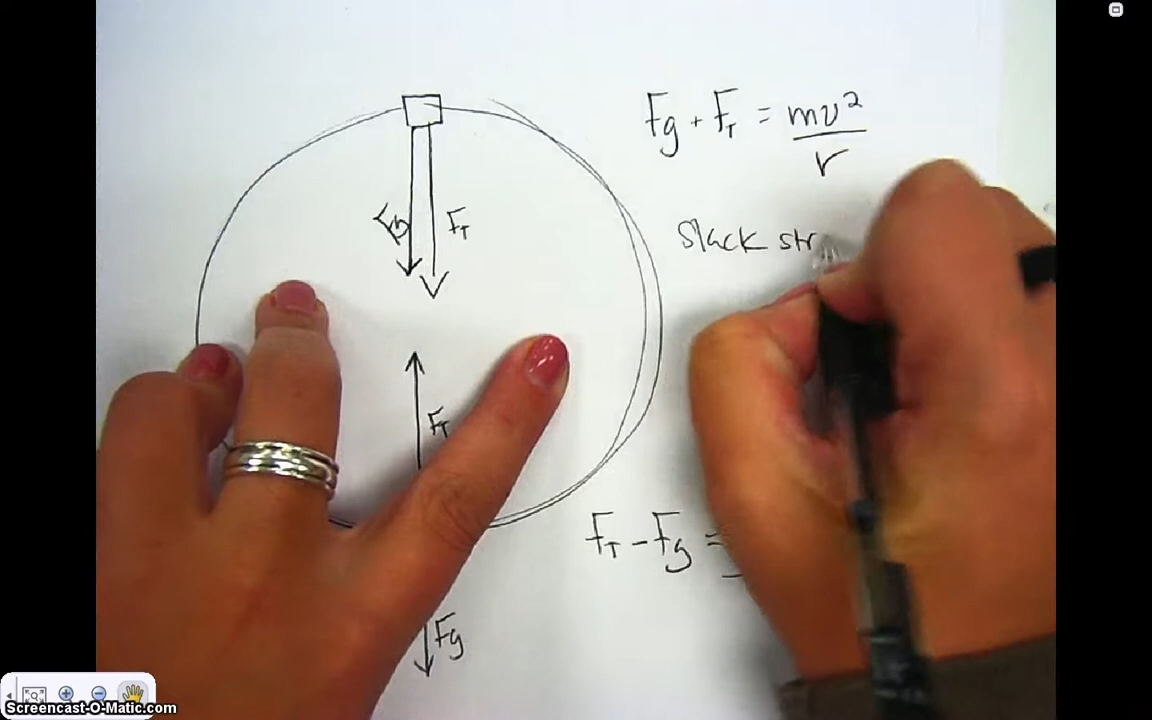 Fg + FT = mv²
r
Slack str
Fg FT
FT
FT - Fg =
Fg
Screencast-O-Matic.com